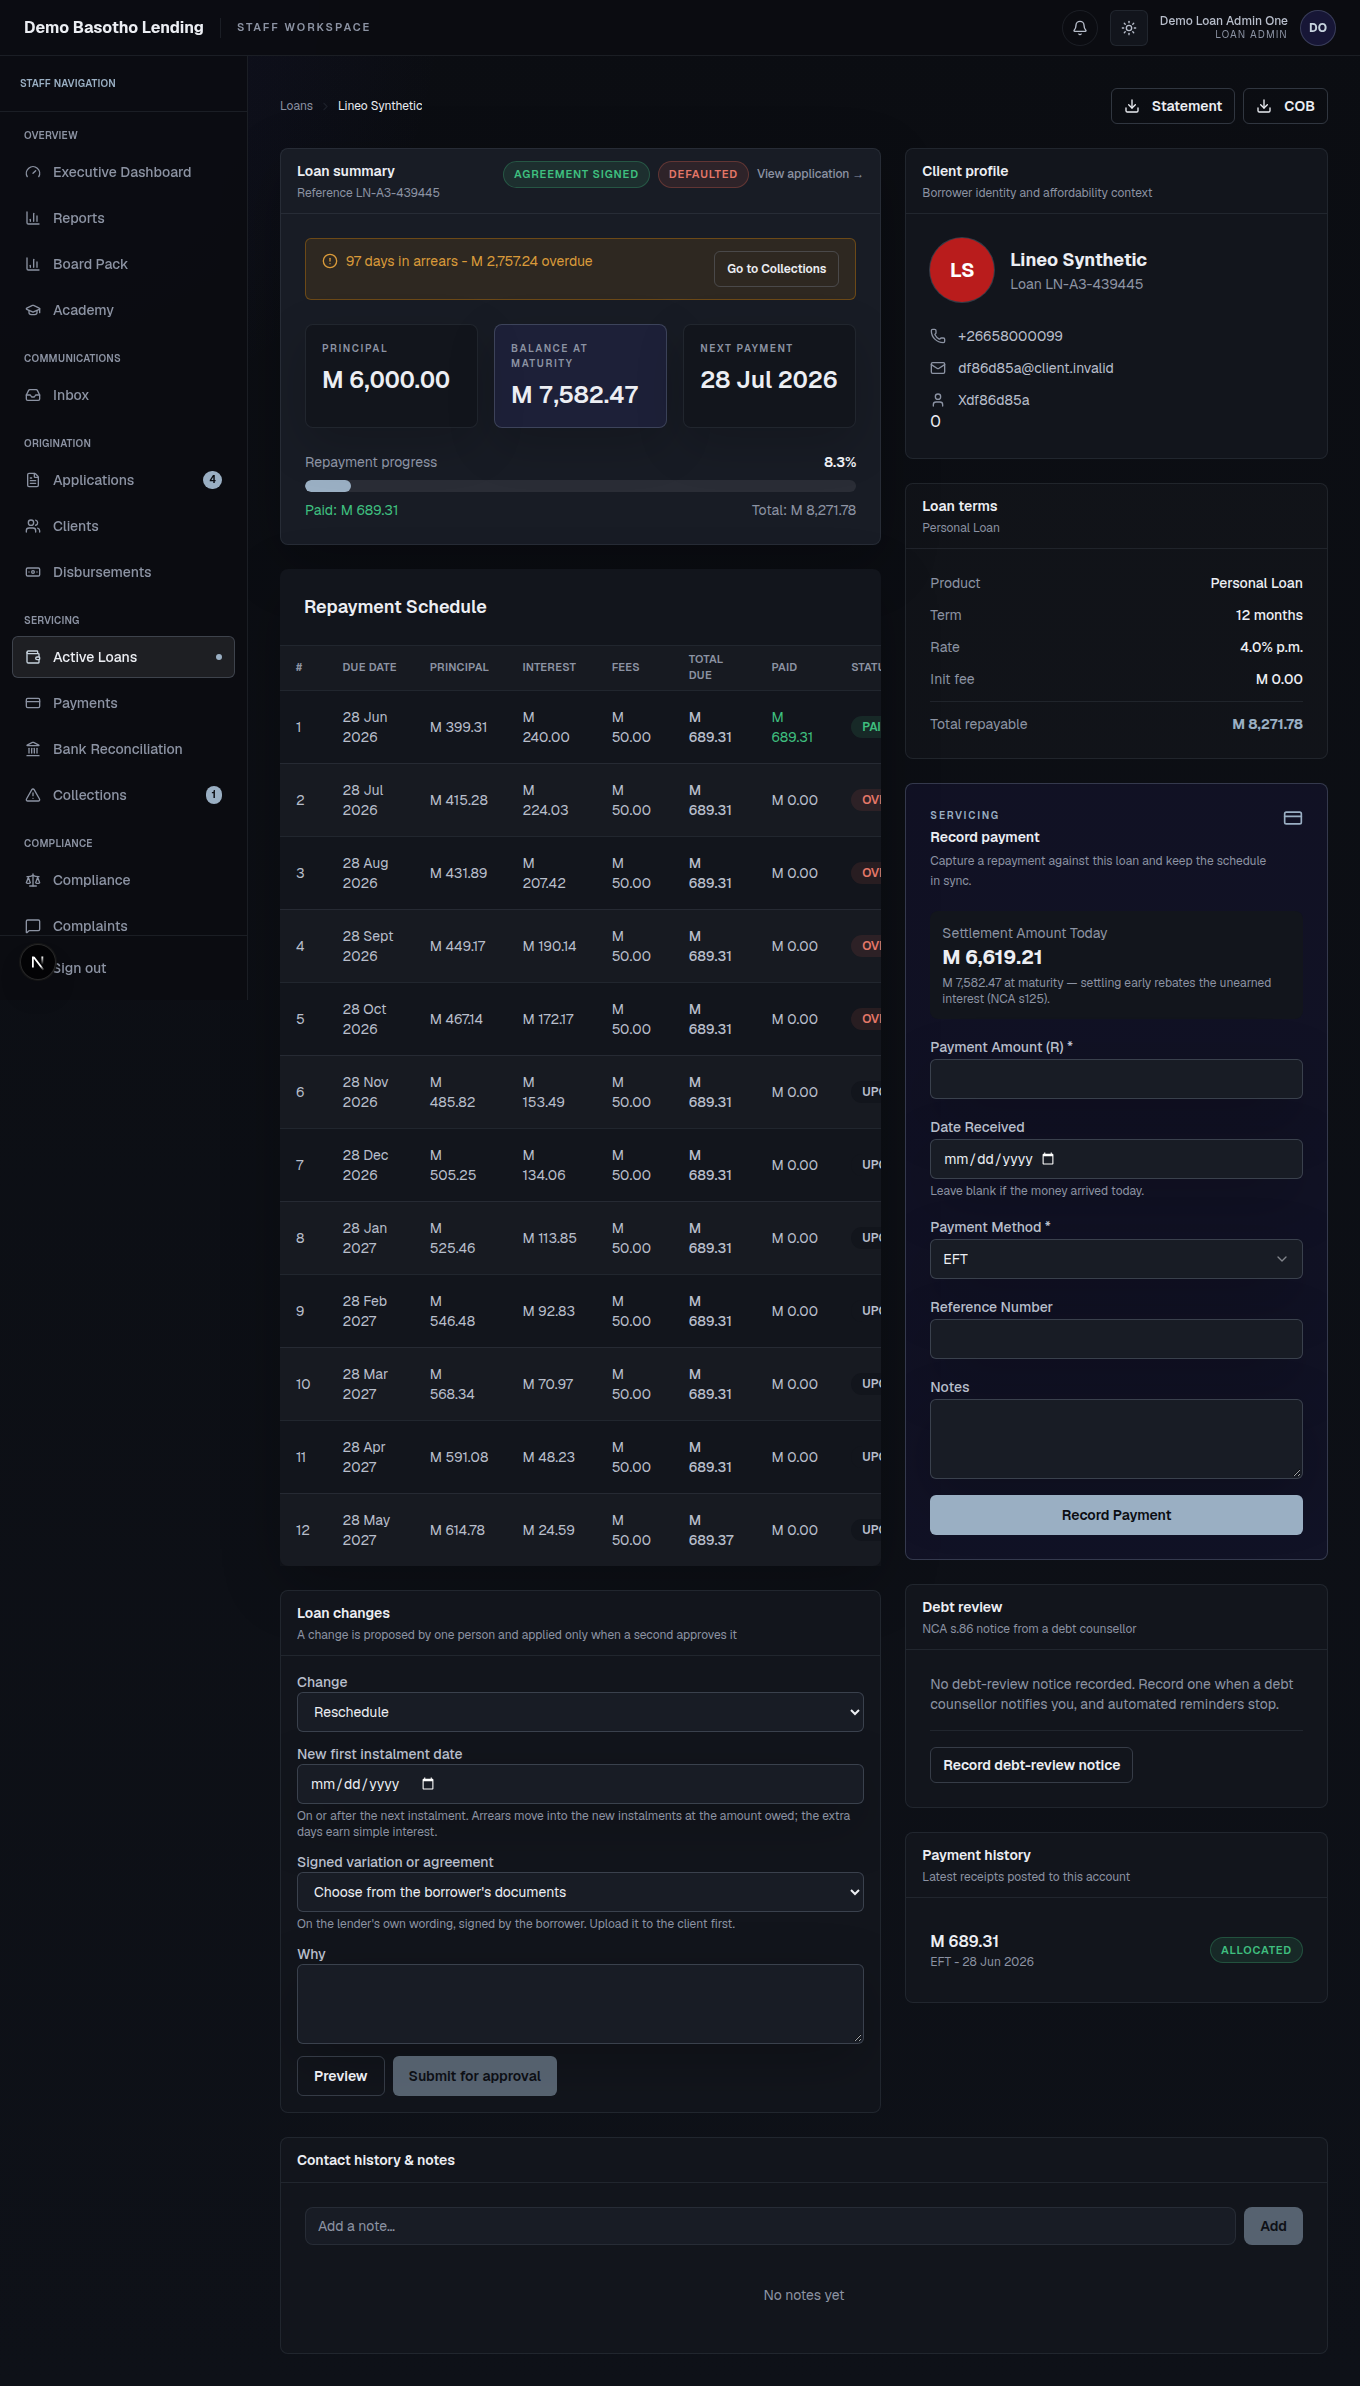 Demo Basotho Lending
STAFF WORKSPACE
Demo Loan Admin One
LOAN ADMIN
DO
STAFF NAVIGATION
OVERVIEW
Executive Dashboard
Reports
Board Pack
Academy
COMMUNICATIONS
Inbox
ORIGINATION
Applications 4
Clients
Disbursements
SERVICING
Active Loans
Payments
Bank Reconciliation
Collections 1
COMPLIANCE
Compliance
Complaints
N
Sign out
Loans > Lineo Synthetic
Statement
COB
Loan summary
Reference LN-A3-439445
AGREEMENT SIGNED
DEFAULTED
View application →
97 days in arrears - M 2,757.24 overdue
Go to Collections
PRINCIPAL
M 6,000.00
BALANCE AT
MATURITY
M 7,582.47
NEXT PAYMENT
28 Jul 2026
Repayment progress 8.3%
Paid: M 689.31 Total: M 8,271.78
Repayment Schedule
# DUE DATE PRINCIPAL INTEREST FEES TOTAL DUE PAID STATU
1 28 Jun 2026 M 399.31 M 240.00 M 50.00 M 689.31 M 689.31 PAI
2 28 Jul 2026 M 415.28 M 224.03 M 50.00 M 689.31 M 0.00 OVE
3 28 Aug 2026 M 431.89 M 207.42 M 50.00 M 689.31 M 0.00 OVE
4 28 Sept 2026 M 449.17 M 190.14 M 50.00 M 689.31 M 0.00 OVE
5 28 Oct 2026 M 467.14 M 172.17 M 50.00 M 689.31 M 0.00 OVE
6 28 Nov 2026 M 485.82 M 153.49 M 50.00 M 689.31 M 0.00 UPC
7 28 Dec 2026 M 505.25 M 134.06 M 50.00 M 689.31 M 0.00 UPC
8 28 Jan 2027 M 525.46 M 113.85 M 50.00 M 689.31 M 0.00 UPC
9 28 Feb 2027 M 546.48 M 92.83 M 50.00 M 689.31 M 0.00 UPC
10 28 Mar 2027 M 568.34 M 70.97 M 50.00 M 689.31 M 0.00 UPC
11 28 Apr 2027 M 591.08 M 48.23 M 50.00 M 689.31 M 0.00 UPC
12 28 May 2027 M 614.78 M 24.59 M 50.00 M 689.37 M 0.00 UPC
Loan changes
A change is proposed by one person and applied only when a second approves it
Change
Reschedule
New first instalment date
mm/dd/yyyy
On or after the next instalment. Arrears move into the new instalments at the amount owed; the extra
days earn simple interest.
Signed variation or agreement
Choose from the borrower's documents
On the lender's own wording, signed by the borrower. Upload it to the client first.
Why
Preview
Submit for approval
Client profile
Borrower identity and affordability context
LS
Lineo Synthetic
Loan LN-A3-439445
+26658000099
df86d85a@client.invalid
Xdf86d85a
0
Loan terms
Personal Loan
Product Personal Loan
Term 12 months
Rate 4.0% p.m.
Init fee M 0.00
Total repayable M 8,271.78
SERVICING
Record payment
Capture a repayment against this loan and keep the schedule
in sync.
Settlement Amount Today
M 6,619.21
M 7,582.47 at maturity — settling early rebates the unearned
interest (NCA s125).
Payment Amount (R) *
Date Received
mm/dd/yyyy
Leave blank if the money arrived today.
Payment Method *
EFT
Reference Number
Notes
Record Payment
Debt review
NCA s.86 notice from a debt counsellor
No debt-review notice recorded. Record one when a debt
counsellor notifies you, and automated reminders stop.
Record debt-review notice
Payment history
Latest receipts posted to this account
M 689.31
EFT - 28 Jun 2026
ALLOCATED
Contact history & notes
Add a note...
Add
No notes yet